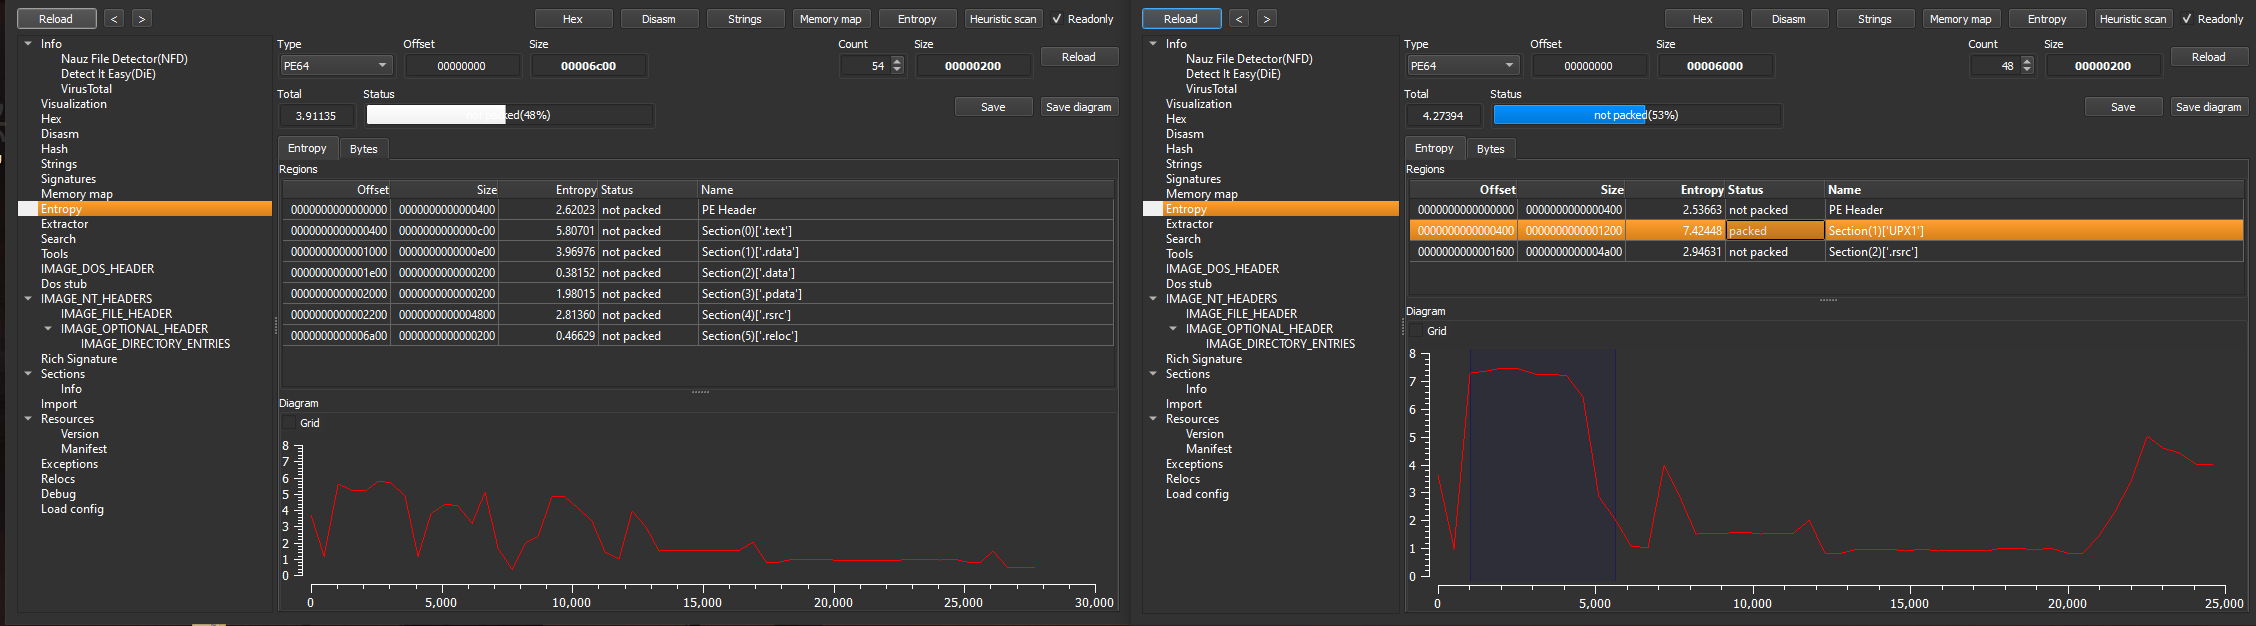 Reload < > Hex Disasm Strings Memory map Entropy Heuristic scan Readonly
Info
Nauz File Detector(NFD)
Detect It Easy(DiE)
VirusTotal
Visualization
Hex
Disasm
Hash
Strings
Signatures
Memory map
Entropy
Extractor
Search
Tools
IMAGE_DOS_HEADER
Dos stub
IMAGE_NT_HEADERS
IMAGE_FILE_HEADER
IMAGE_OPTIONAL_HEADER
IMAGE_DIRECTORY_ENTRIES
Rich Signature
Sections
Info
Import
Resources
Version
Manifest
Exceptions
Relocs
Debug
Load config
Type Offset Size Count Size
PE64 00000000 00006c00 54 00000200 Reload
Total Status
3.91135 not packed(48%) Save Save diagram
Entropy Bytes
Regions
Offset Size Entropy Status Name
0000000000000000 0000000000000400 2.62023 not packed PE Header
0000000000000400 0000000000000c00 5.80701 not packed Section(0)['.text']
0000000000001000 0000000000000e00 3.96976 not packed Section(1)['.rdata']
0000000000001e00 0000000000000200 0.38152 not packed Section(2)['.data']
0000000000002000 0000000000000200 1.98015 not packed Section(3)['.pdata']
0000000000002200 0000000000004800 2.81360 not packed Section(4)['.rsrc']
0000000000006a00 0000000000000200 0.46629 not packed Section(5)['.reloc']
Diagram
Grid
8
7
6
5
4
3
2
1
0
0 5,000 10,000 15,000 20,000 25,000 30,000
Reload < > Hex Disasm Strings Memory map Entropy Heuristic scan Readonly
Info
Nauz File Detector(NFD)
Detect It Easy(DiE)
VirusTotal
Visualization
Hex
Disasm
Hash
Strings
Signatures
Memory map
Entropy
Extractor
Search
Tools
IMAGE_DOS_HEADER
Dos stub
IMAGE_NT_HEADERS
IMAGE_FILE_HEADER
IMAGE_OPTIONAL_HEADER
IMAGE_DIRECTORY_ENTRIES
Rich Signature
Sections
Info
Import
Resources
Version
Manifest
Exceptions
Relocs
Load config
Type Offset Size Count Size
PE64 00000000 00006000 48 00000200 Reload
Total Status
4.27394 not packed(53%) Save Save diagram
Entropy Bytes
Regions
Offset Size Entropy Status Name
0000000000000000 0000000000000400 2.53663 not packed PE Header
0000000000000400 0000000000001200 7.42448 packed Section(1)['UPX1']
0000000000001600 0000000000004a00 2.94631 not packed Section(2)['.rsrc']
Diagram
Grid
8
7
6
5
4
3
2
1
0
0 5,000 10,000 15,000 20,000 25,000